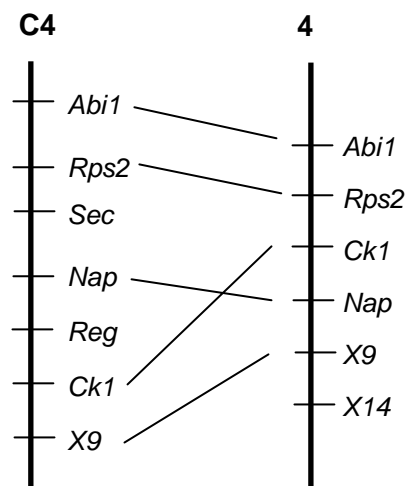 C4
Abi1
Rps2
Sec
Nap
Reg
Ck1
X9
4
Abi1
Rps2
Ck1
Nap
X9
X14